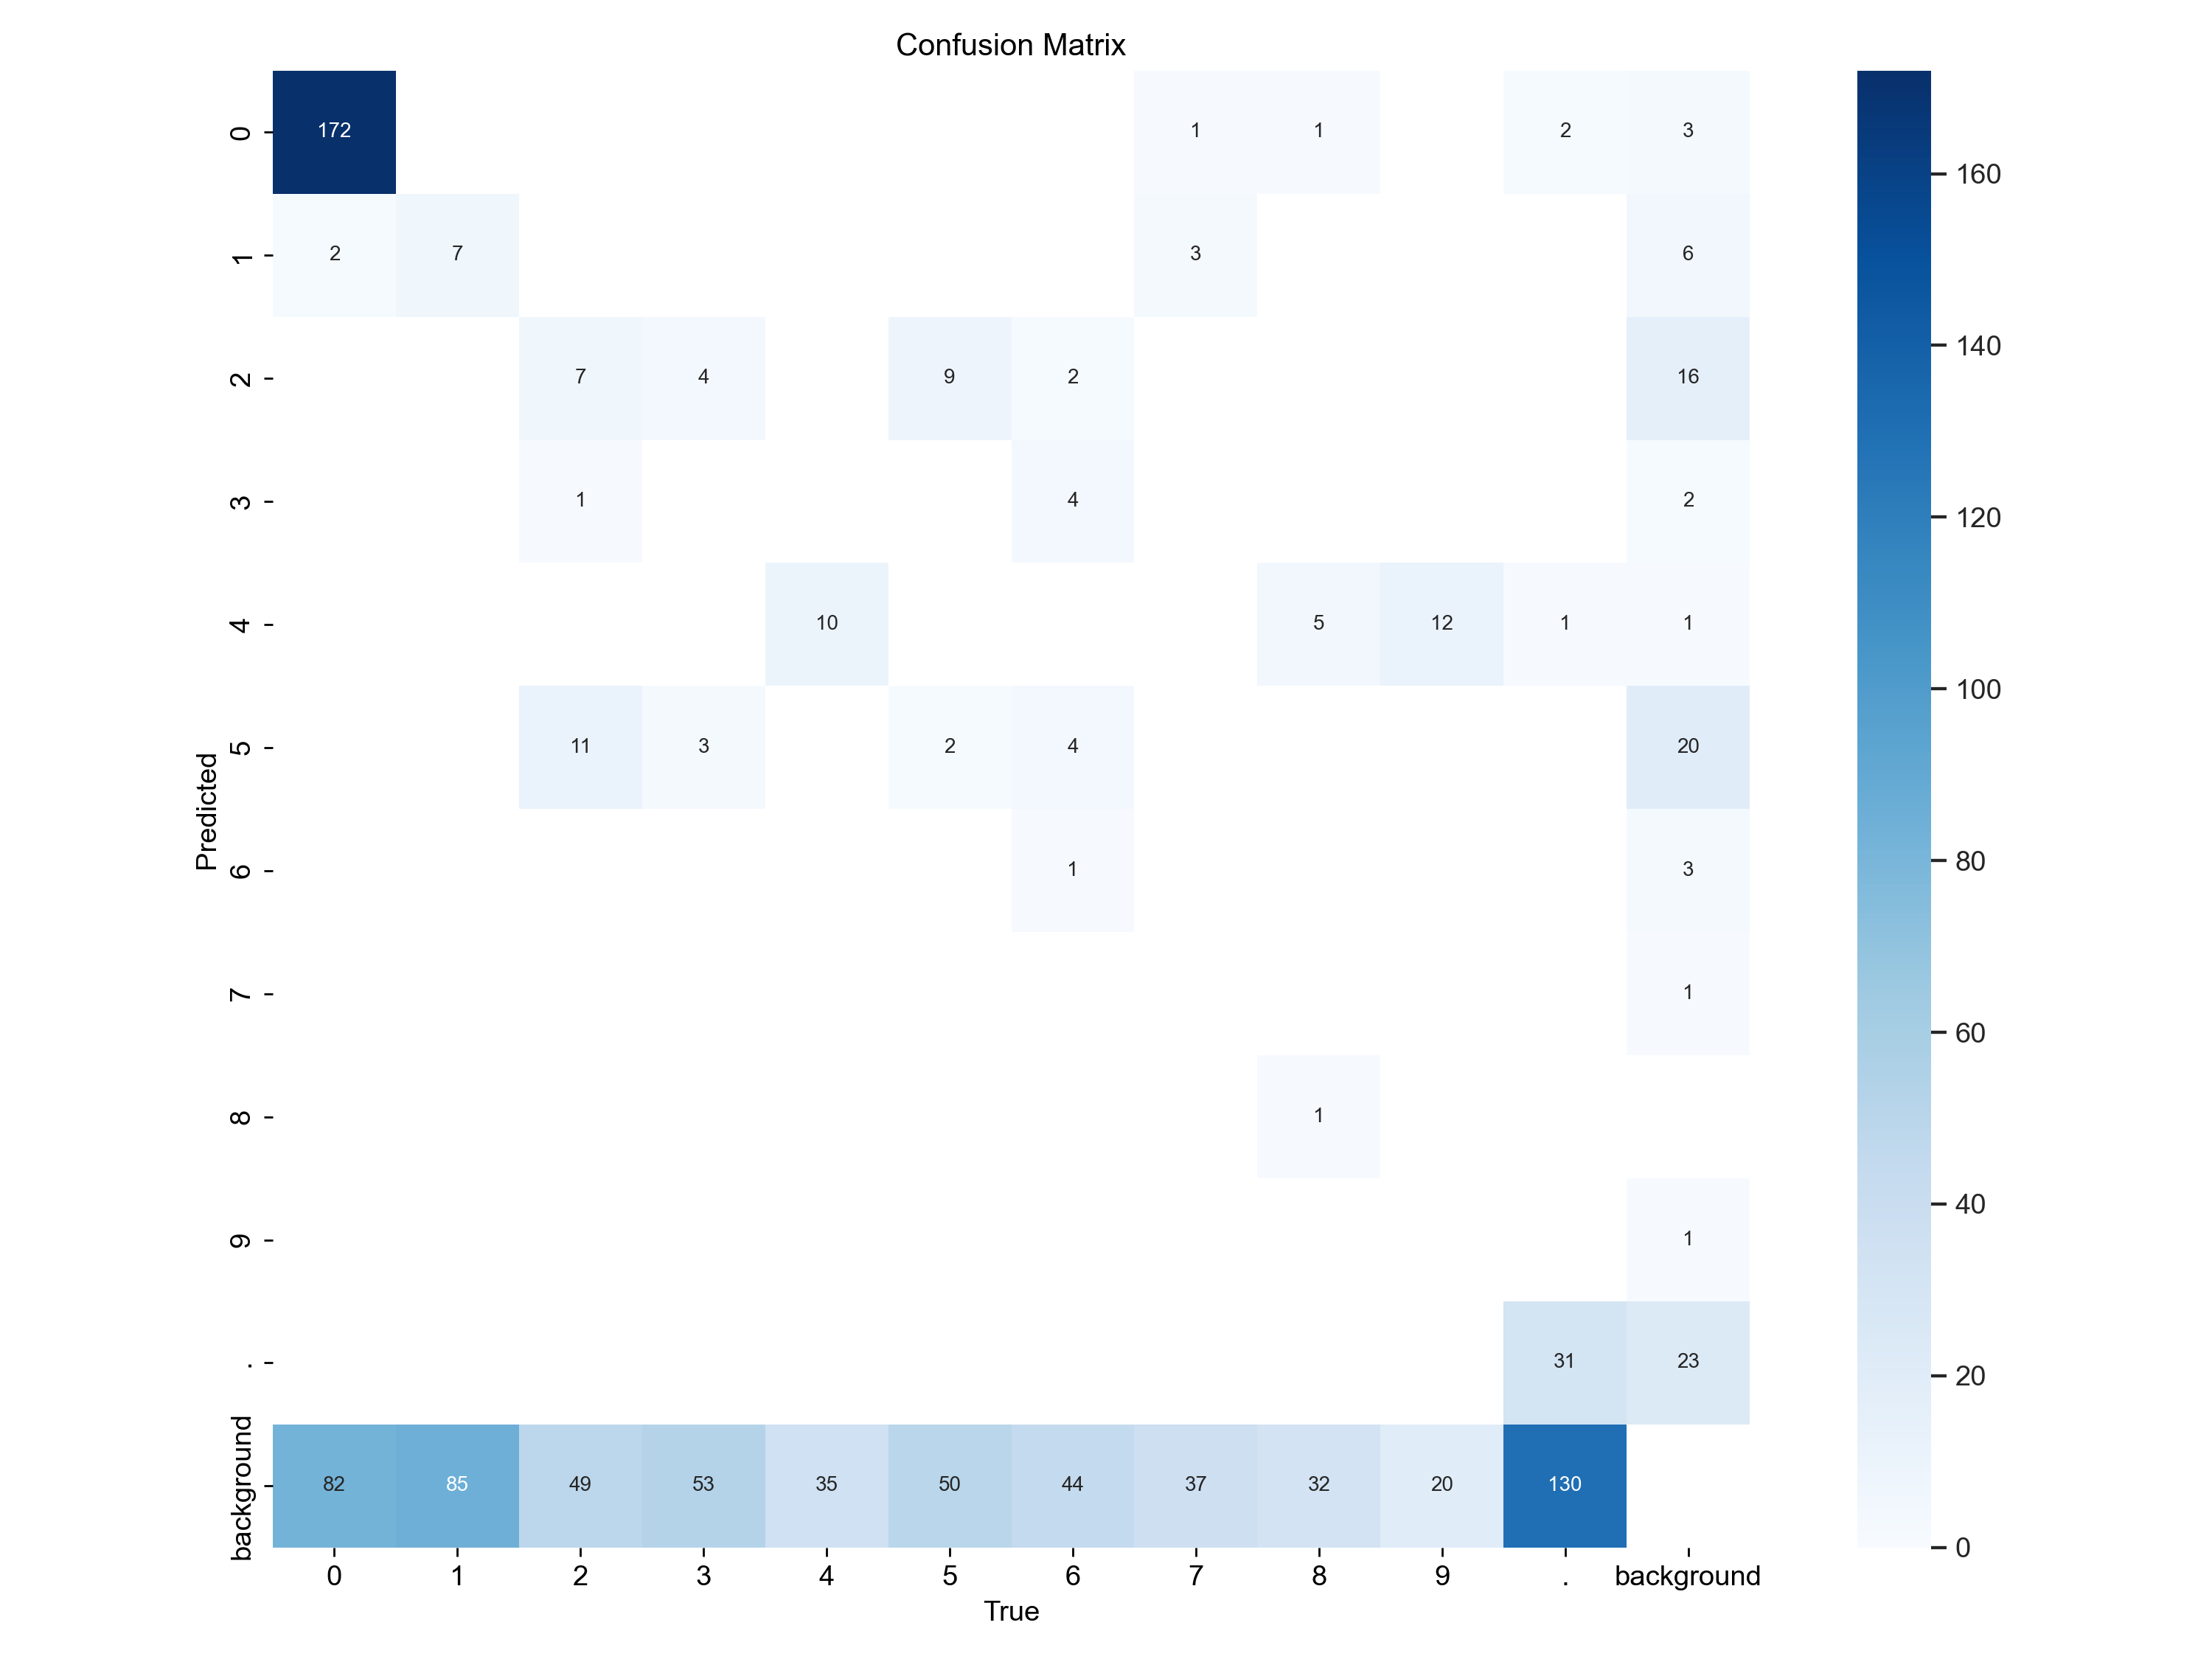 Confusion Matrix
0 172 1 1 2 3
1 2 7 3 6
2 7 4 9 2 16
3 1 4 2
4 10 5 12 1 1
5 11 3 2 4 20
6 1 3
7 1
8 1
9 1
. 31 23
background 82 85 49 53 35 50 44 37 32 20 130
0 1 2 3 4 5 6 7 8 9 . background
True
Predicted
160
140
120
100
80
60
40
20
0